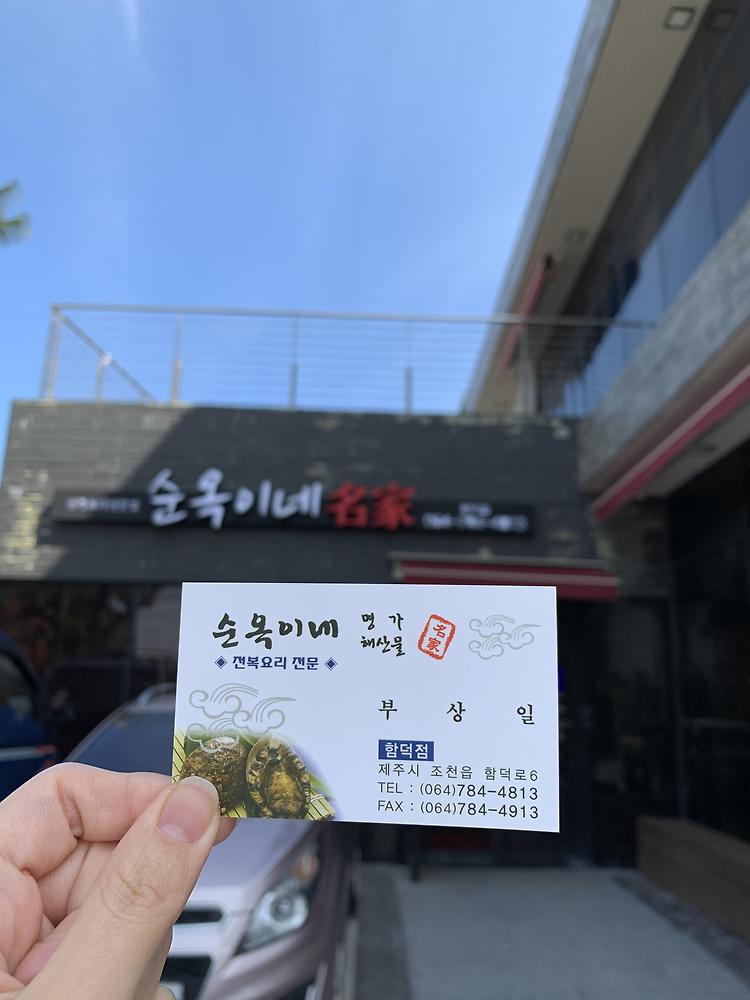 순옥이네 名家
순옥이네 명가 해산물 名家
전복요리 전문
부 상 일
함덕점
제주시 조천읍 함덕로6
TEL : (064)784-4813
FAX : (064)784-4913